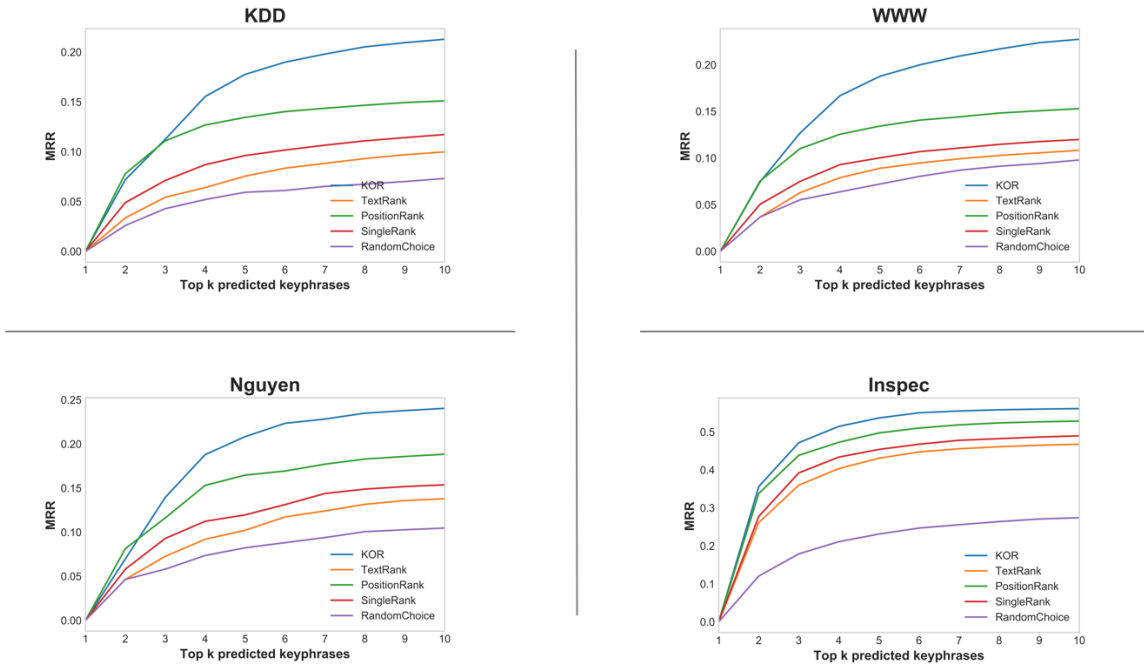 KDD
0.20
0.15
0.10
0.05
0.00
MRR
KOR
TextRank
PositionRank
SingleRank
RandomChoice
1 2 3 4 5 6 7 8 9 10
Top k predicted keyphrases
WWW
0.20
0.15
0.10
0.05
0.00
MRR
KOR
TextRank
PositionRank
SingleRank
RandomChoice
1 2 3 4 5 6 7 8 9 10
Top k predicted keyphrases
Nguyen
0.25
0.20
0.15
0.10
0.05
0.00
MRR
KOR
TextRank
PositionRank
SingleRank
RandomChoice
1 2 3 4 5 6 7 8 9 10
Top k predicted keyphrases
Inspec
0.5
0.4
0.3
0.2
0.1
0.0
MRR
KOR
TextRank
PositionRank
SingleRank
RandomChoice
1 2 3 4 5 6 7 8 9 10
Top k predicted keyphrases